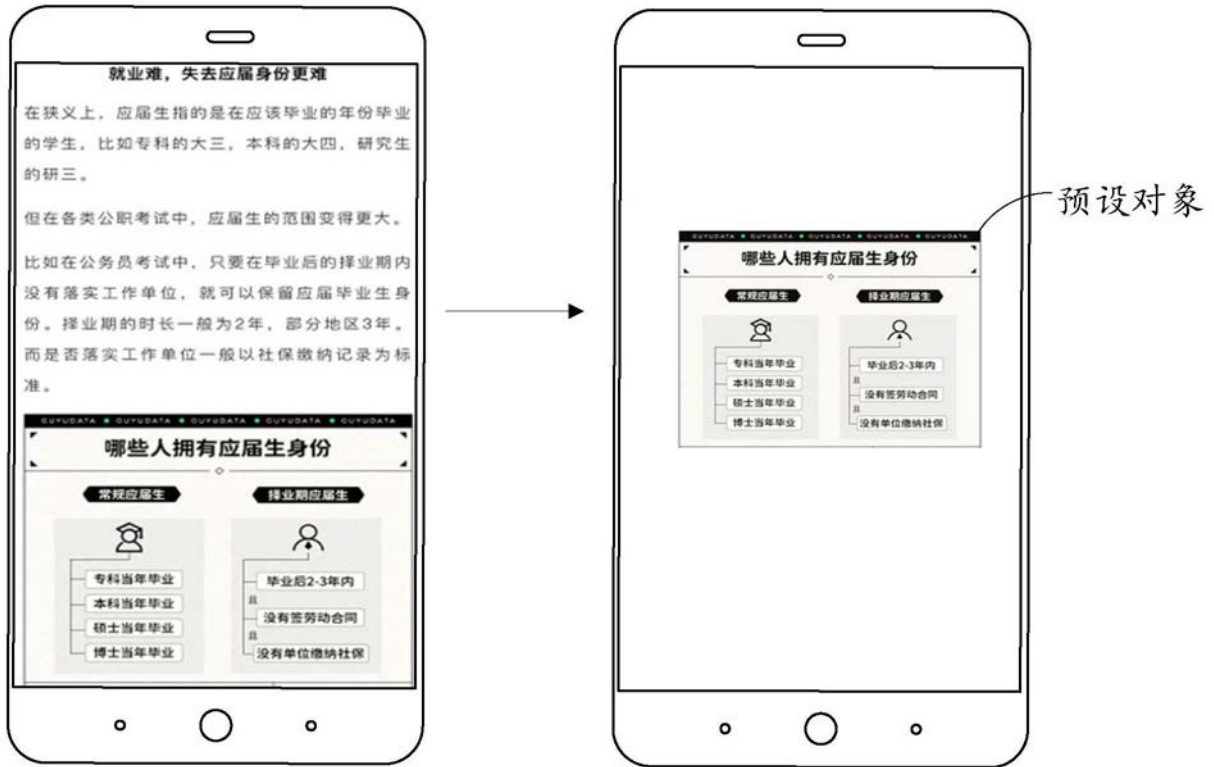 就业难，失去应届身份更难
在狭义上，应届生指的是在应该毕业的年份毕业
的学生，比如专科的大三，本科的大四，研究生
的研三。
但在各类公职考试中，应届生的范围变得更大。
比如在公务员考试中，只要在毕业后的择业期内
没有落实工作单位，就可以保留应届毕业生身
份。择业期的时长一般为2年，部分地区3年。
而是否落实工作单位一般以社保缴纳记录为标
准。
GUYUDATA GUYUDATA GUYUDATA GUYUDATA GUYUDATA
哪些人拥有应届生身份
常规应届生
专科当年毕业
本科当年毕业
硕士当年毕业
博士当年毕业
择业期应届生
毕业后2-3年内
且
没有签劳动合同
且
没有单位缴纳社保
预设对象
GUYUDATA GUYUDATA GUYUDATA GUYUDATA GUYUDATA
哪些人拥有应届生身份
常规应届生
专科当年毕业
本科当年毕业
硕士当年毕业
博士当年毕业
择业期应届生
毕业后2-3年内
且
没有签劳动合同
且
没有单位缴纳社保